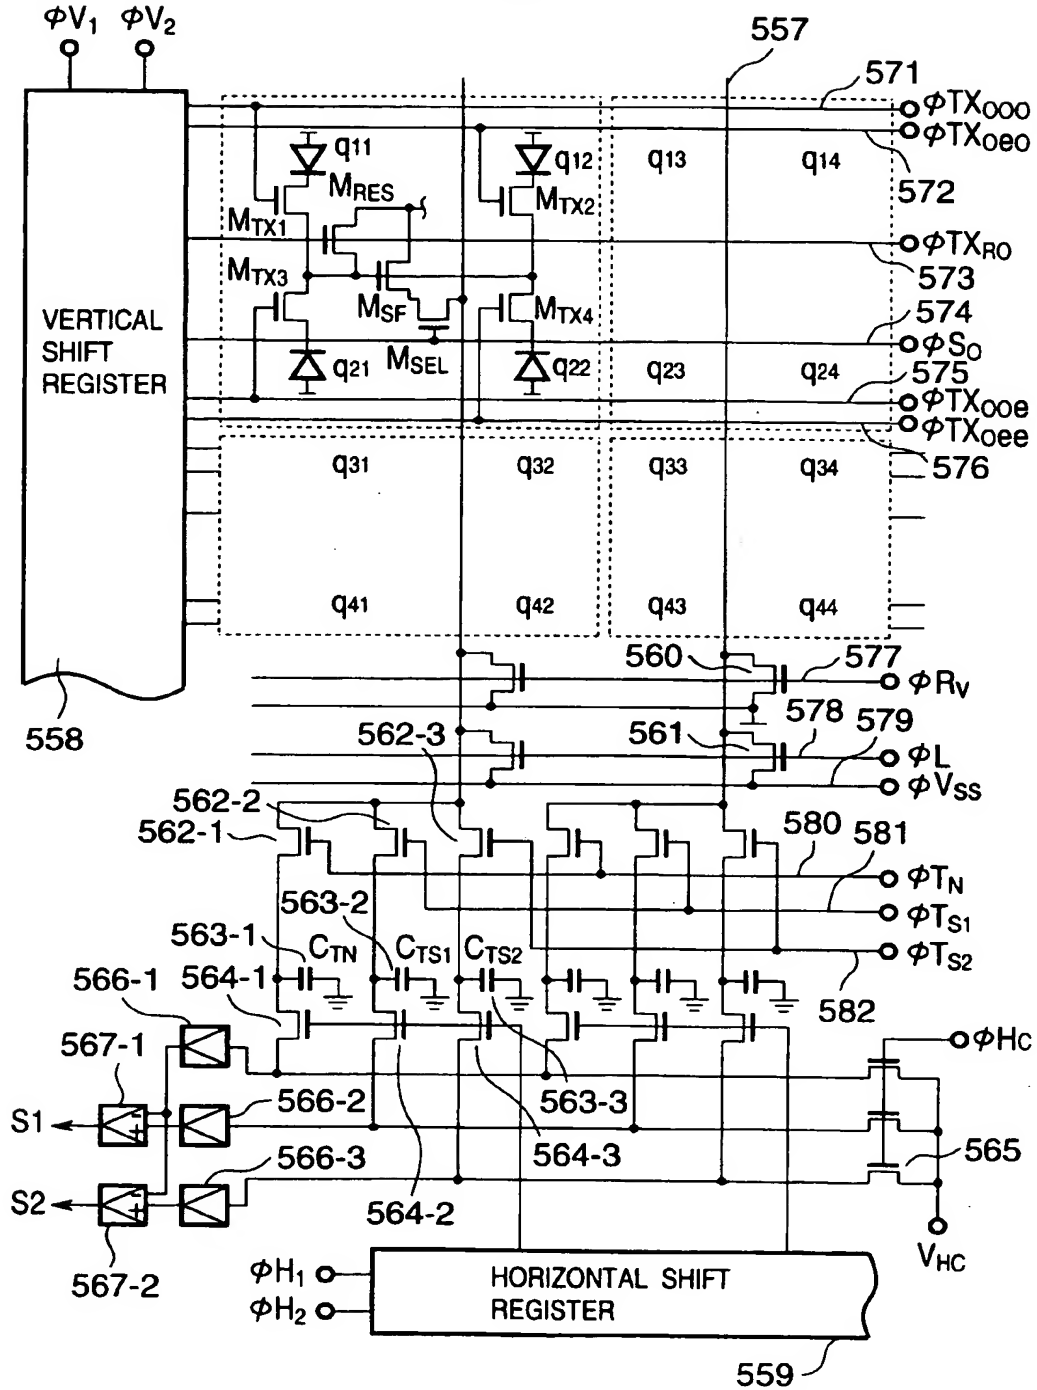 ϕV1 ϕV2
557
571
ϕTXooo
ϕTXoeo
q11 q12 q13 q14
572
MRES
MTX1 MTX2
ϕTXRO
573
MTX3
MSF MTX4
574
VERTICAL
SHIFT
REGISTER
ϕSO
MSEL
q21 q22 q23 q24
575
ϕTXooe
ϕTXoee
576
q31 q32 q33 q34
q41 q42 q43 q44
560 577
ϕRV
558
562-3 561 578 579
ϕL
ϕVSS
562-2
562-1
580 581
ϕTN
563-2
ϕTS1
563-1 CTN CTS1 CTS2
ϕTS2
566-1 564-1
582
567-1
ϕHC
563-3
S1
566-2
564-3
565
566-3
S2
564-2
567-2
VHC
ϕH1
ϕH2
HORIZONTAL SHIFT
REGISTER
559